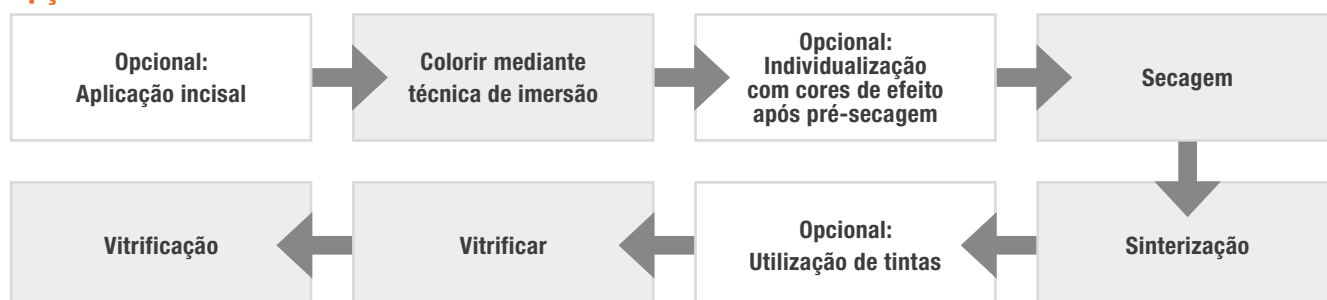 Opcional:
Aplicação incisal
Colorir mediante
técnica de imersão
Opcional:
Individualização
com cores de efeito
após pré-secagem
Secagem
Sinterização
Opcional:
Utilização de tintas
Vitrificar
Vitrificação